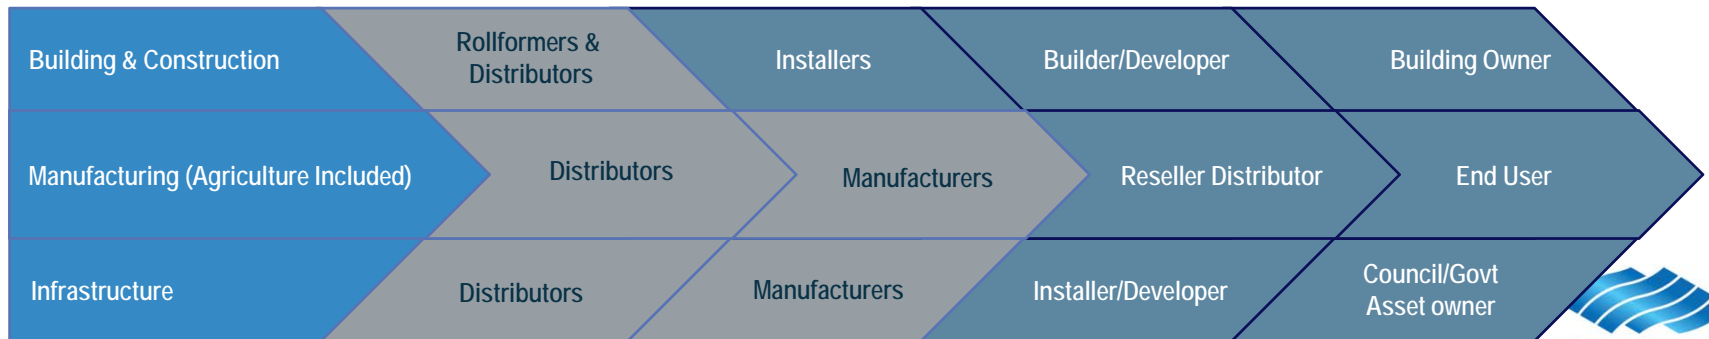 Building & Construction
Rollformers &
Distributors
Installers
Builder/Developer
Building Owner
Manufacturing (Agriculture Included)
Distributors
Manufacturers
Reseller Distributor
End User
Infrastructure
Distributors
Manufacturers
Installer/Developer
Council/Govt
Asset owner